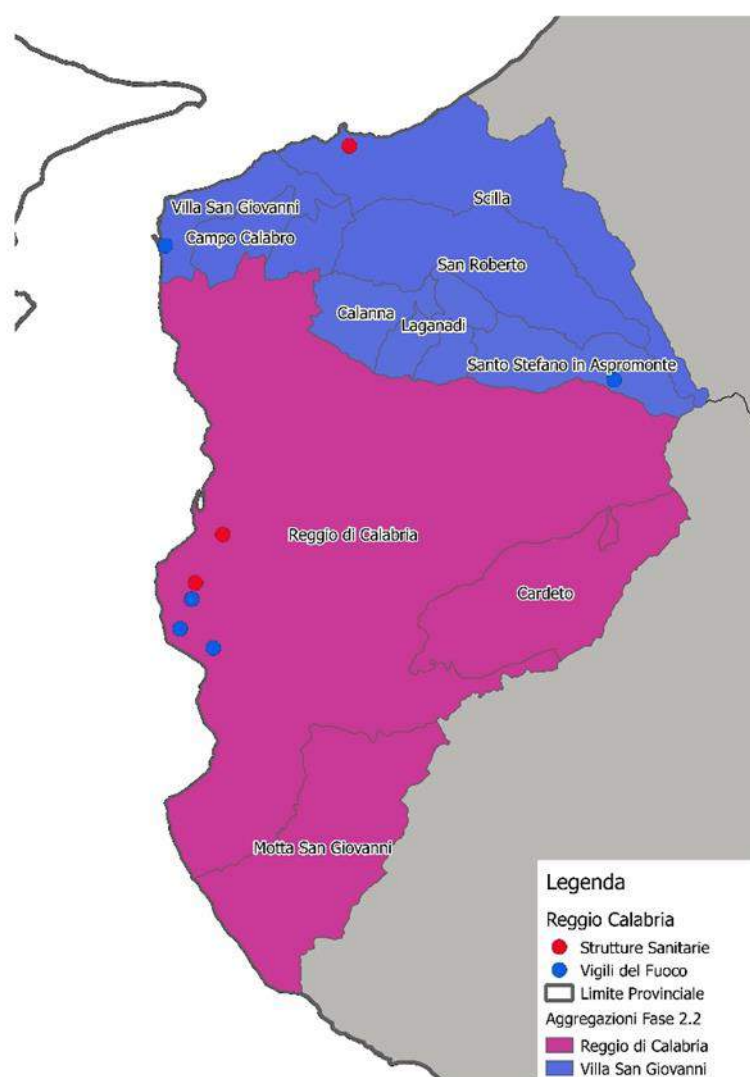 Scilla
Villa San Giovanni
Campo Calabro
San Roberto
Calanna
Laganadi
Santo Stefano in Aspromonte
Reggio di Calabria
Cardeto
Motta San Giovanni
Legenda
Reggio Calabria
Strutture Sanitarie
Vigili del Fuoco
Limite Provinciale
Aggregazioni Fase 2.2
Reggio di Calabria
Villa San Giovanni